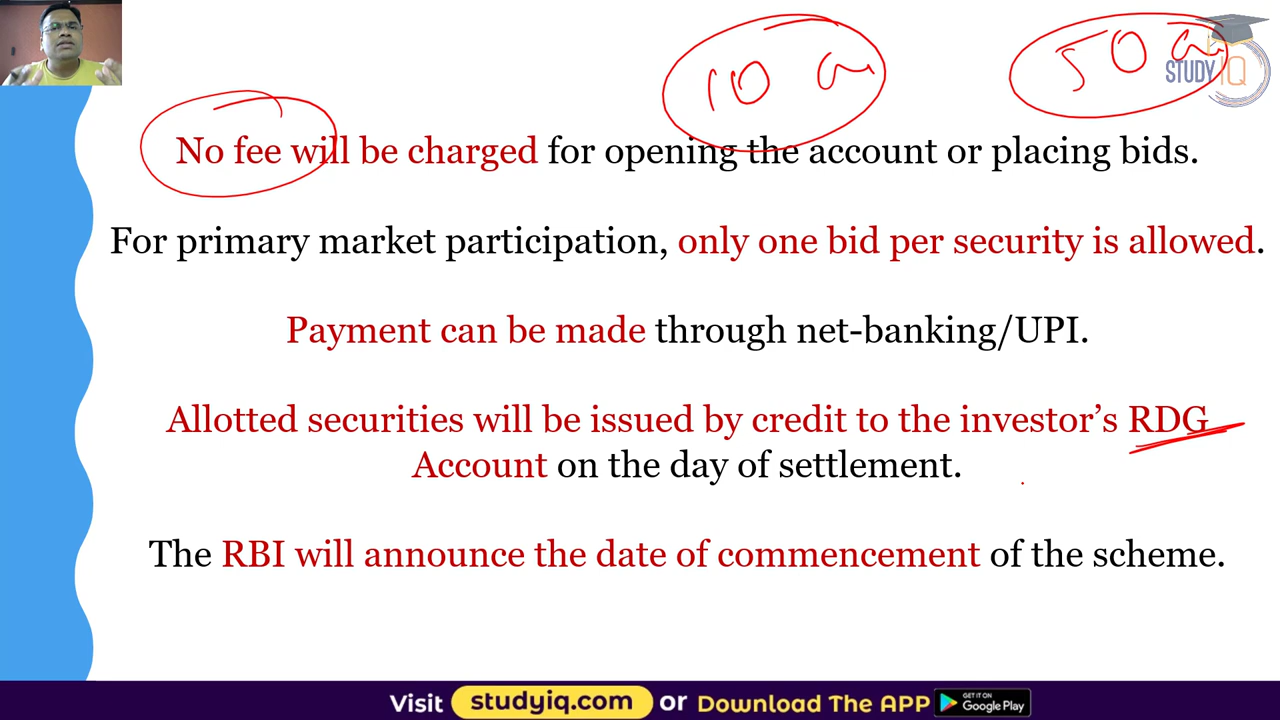 10 cr
50 cr
STUDY IQ
No fee will be charged for opening the account or placing bids.
For primary market participation, only one bid per security is allowed.
Payment can be made through net-banking/UPI.
Allotted securities will be issued by credit to the investor’s RDG
Account on the day of settlement.
The RBI will announce the date of commencement of the scheme.
Visit studyiq.com or Download The APP GET IT ON Google Play